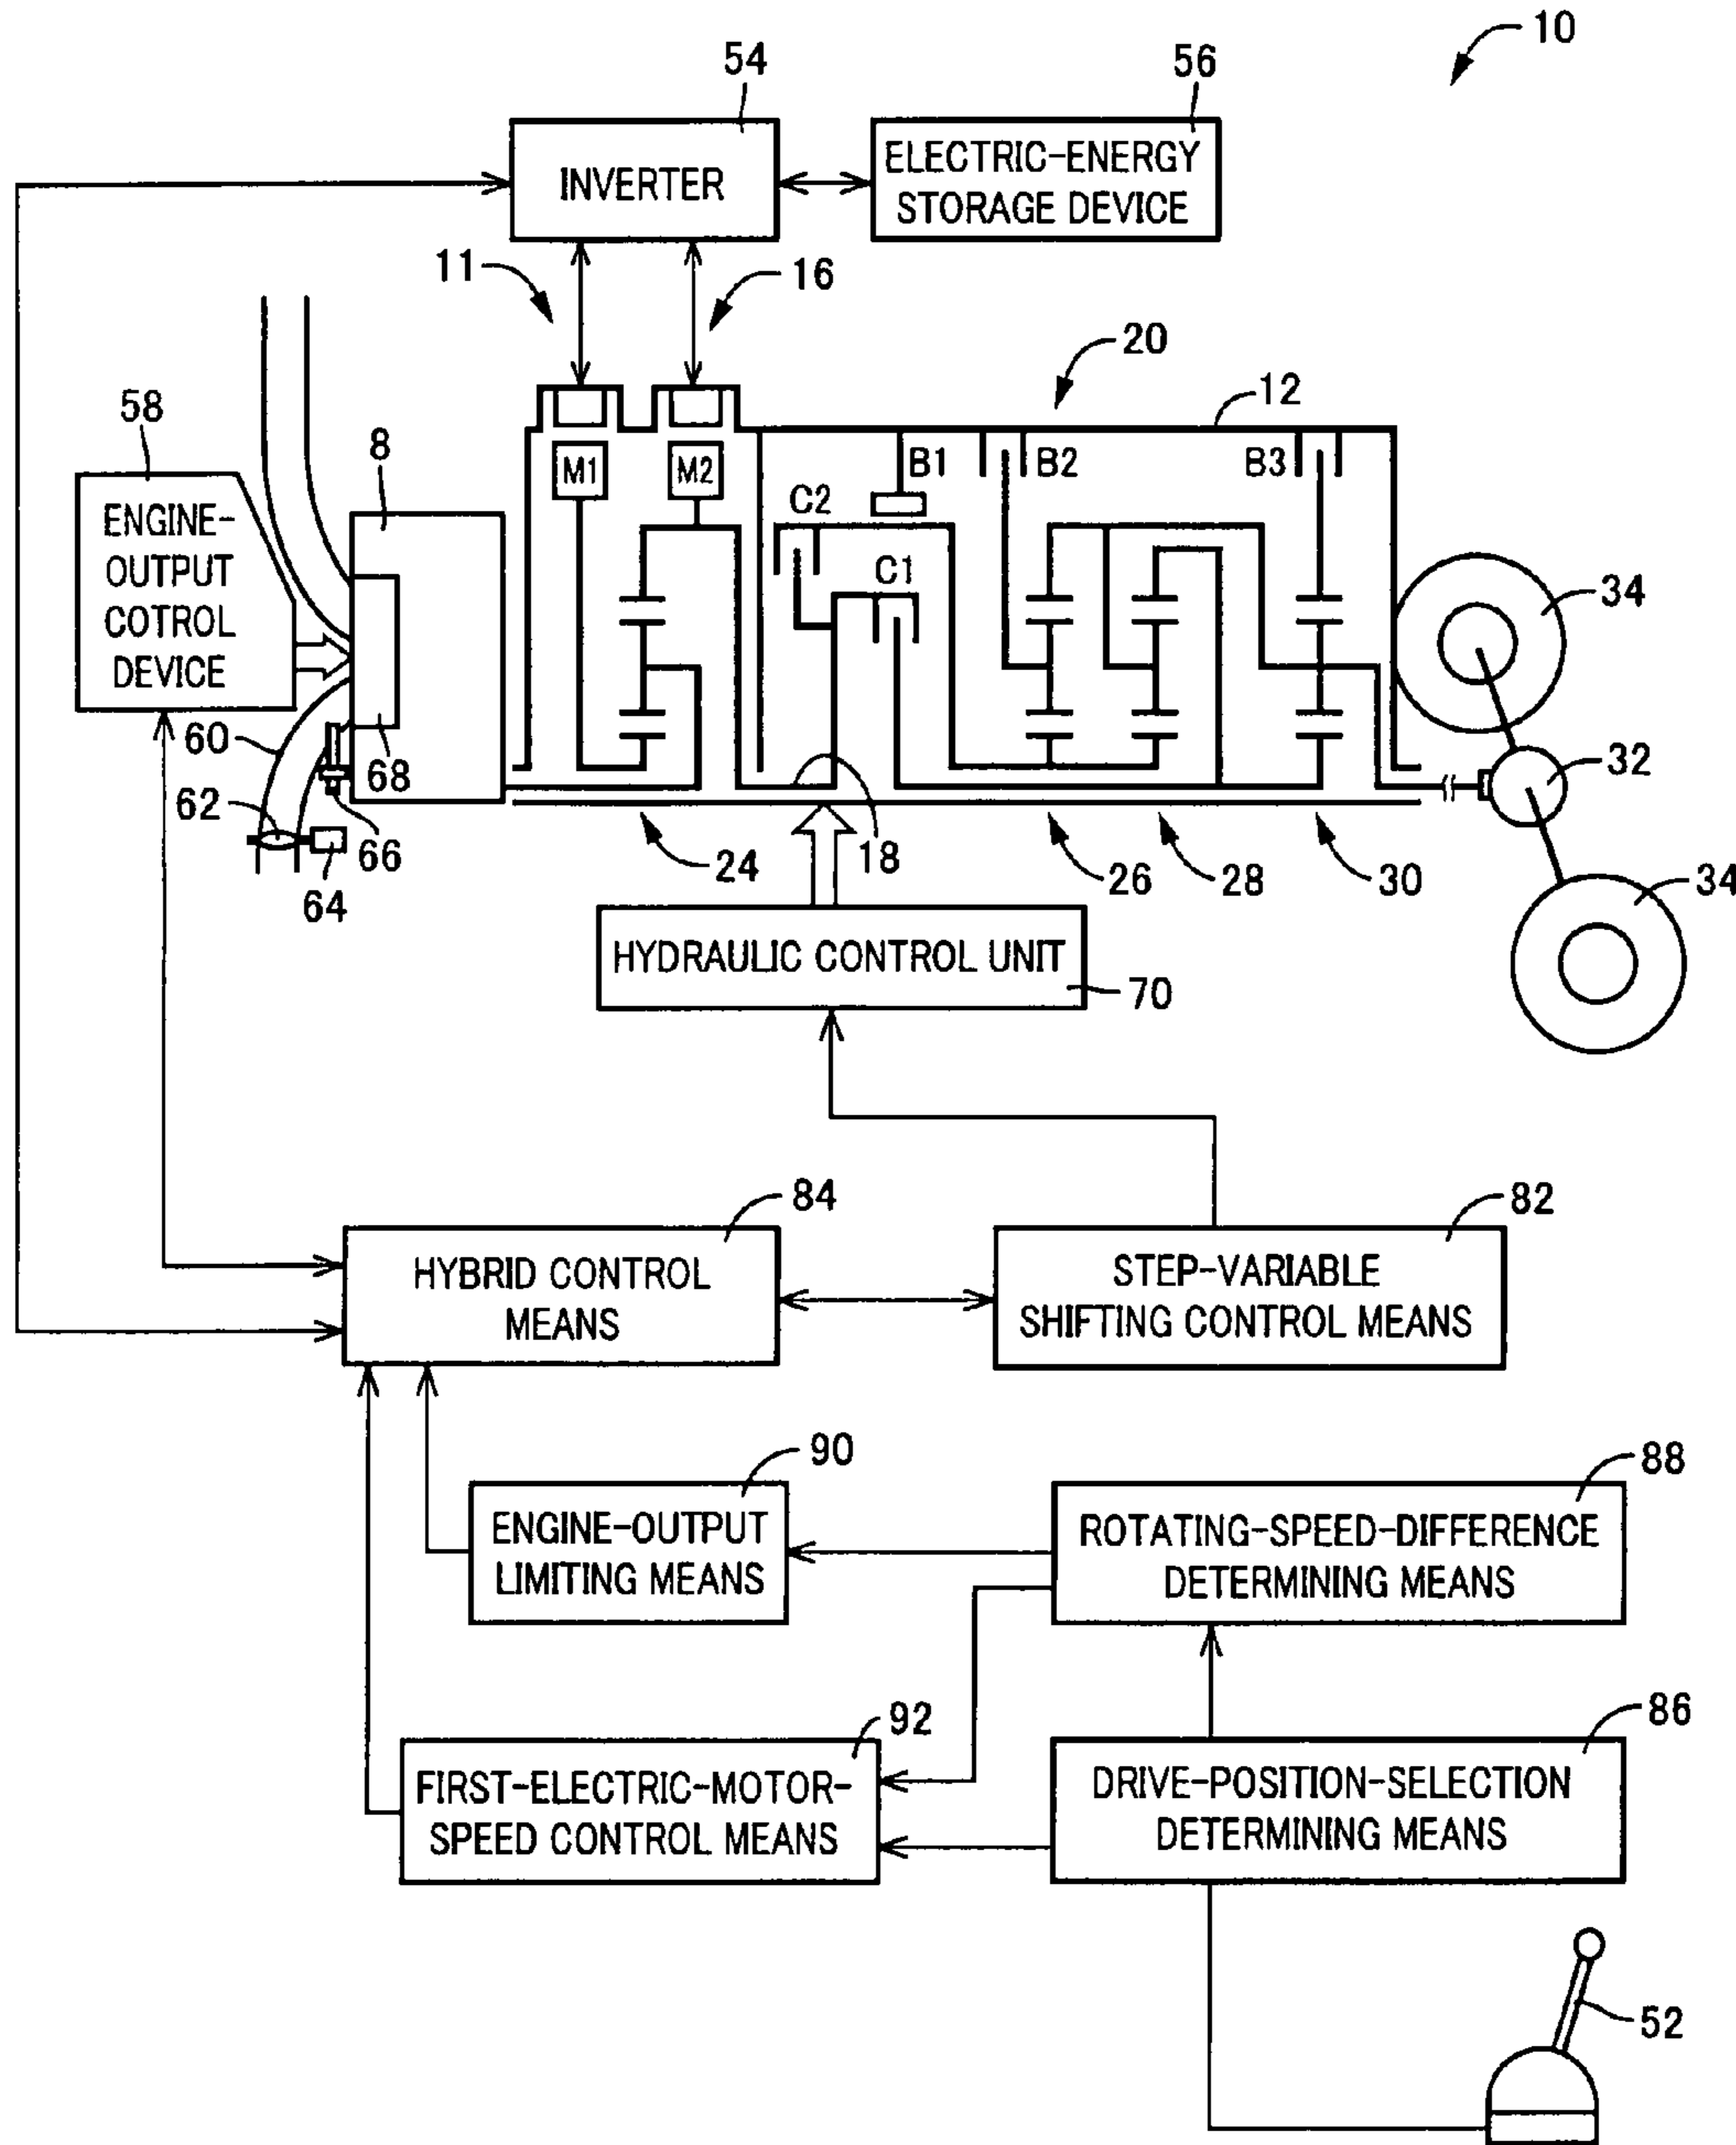 10
54
56
INVERTER
ELECTRIC-ENERGY
STORAGE DEVICE
11
16
20
12
58
8
ENGINE-
OUTPUT
COTROL
DEVICE
M1
M2
B1
B2
B3
C2
C1
34
60
68
32
62
66
18
24
26
28
30
34
64
HYDRAULIC CONTROL UNIT
70
84
82
HYBRID CONTROL
MEANS
STEP-VARIABLE
SHIFTING CONTROL MEANS
90
88
ENGINE-OUTPUT
LIMITING MEANS
ROTATING-SPEED-DIFFERENCE
DETERMINING MEANS
92
86
FIRST-ELECTRIC-MOTOR-
SPEED CONTROL MEANS
DRIVE-POSITION-SELECTION
DETERMINING MEANS
52